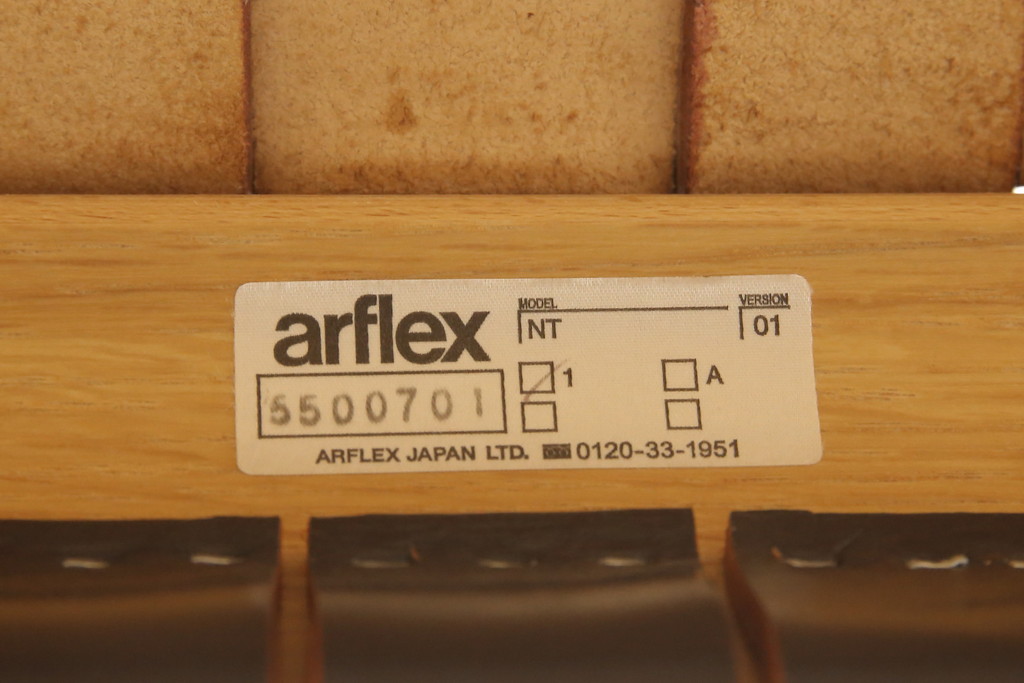 arflex
MODEL
NT
VERSION
01
5500701
1
A
ARFLEX JAPAN LTD. 0120-33-1951